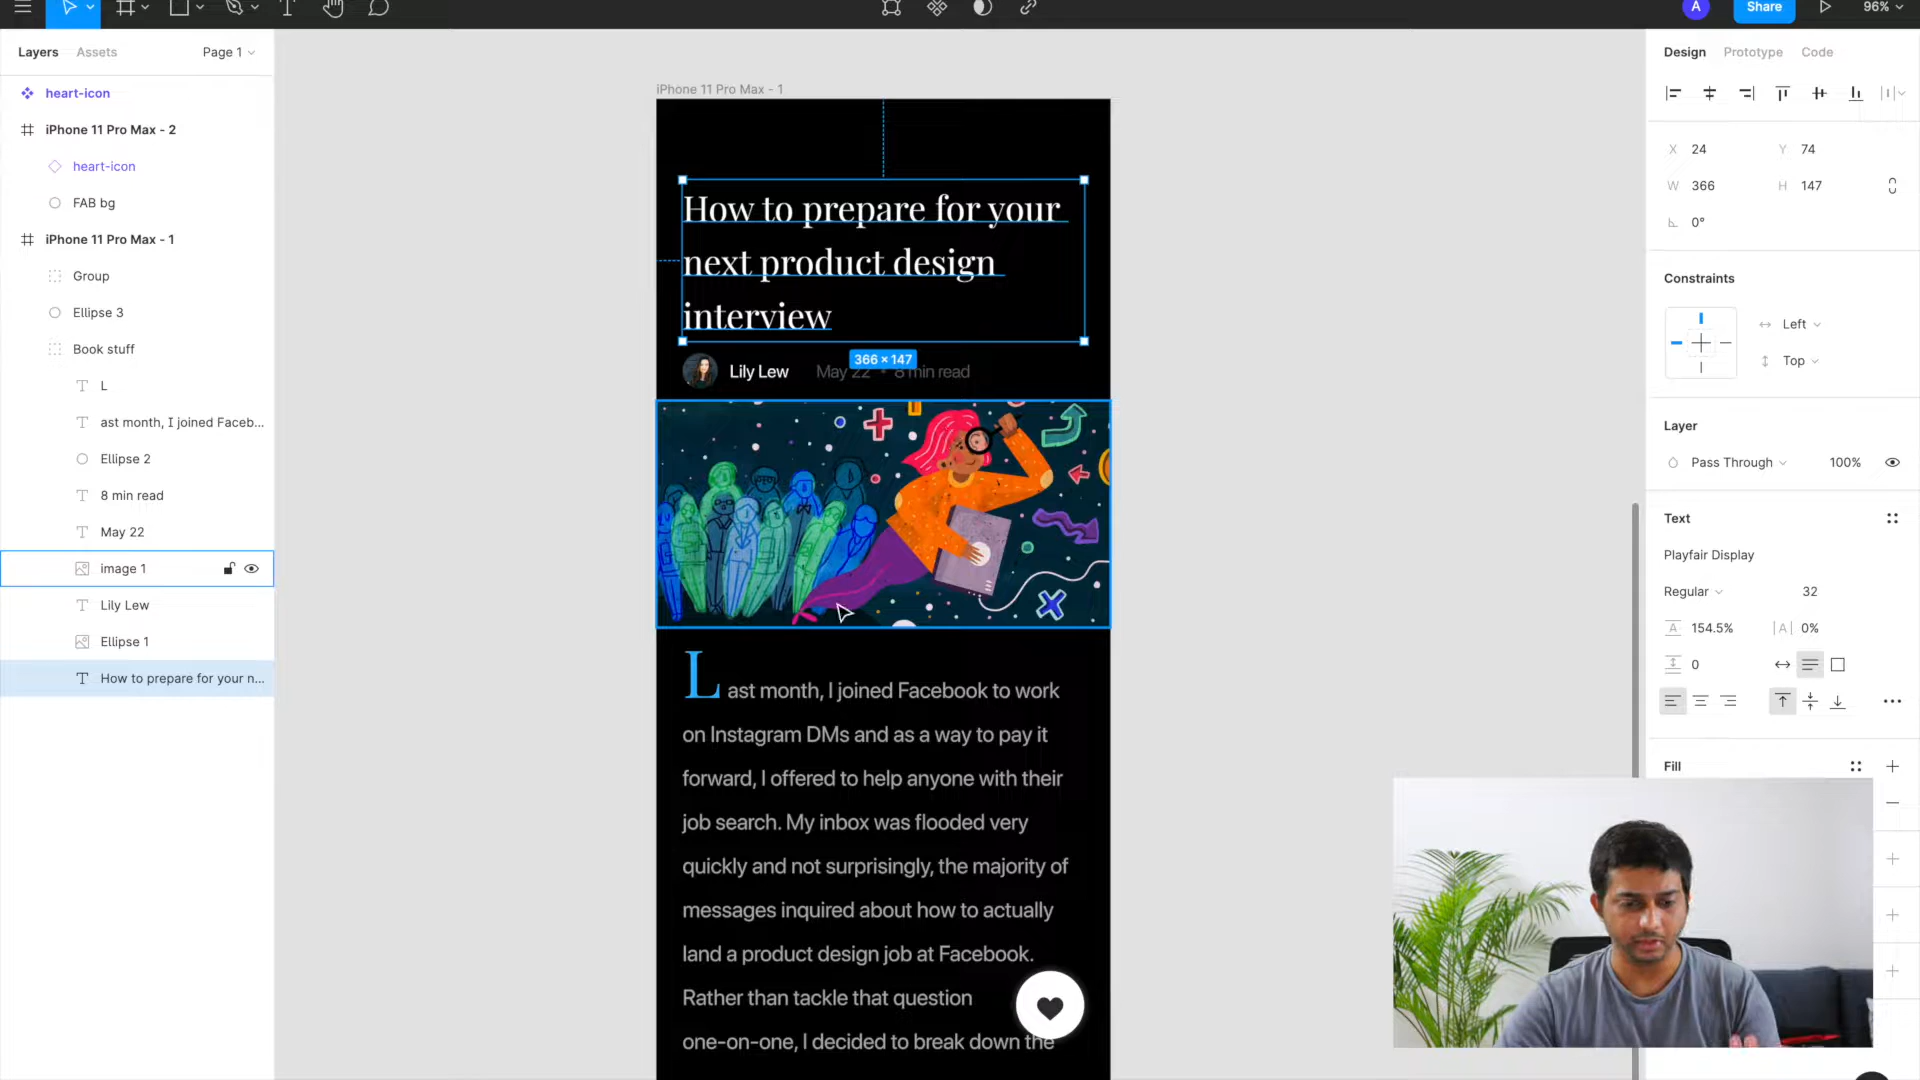 A
Share
96%
Layers
Assets
Page 1
heart-icon
iPhone 11 Pro Max - 2
heart-icon
FAB bg
iPhone 11 Pro Max - 1
Group
Ellipse 3
Book stuff
L
ast month, I joined Faceb...
Ellipse 2
8 min read
May 22
image 1
Lily Lew
Ellipse 1
How to prepare for your n...
iPhone 11 Pro Max - 1
How to prepare for your
next product design
interview
366 × 147
Lily Lew
May 22 • 8 min read
L
ast month, I joined Facebook to work
on Instagram DMs and as a way to pay it
forward, I offered to help anyone with their
job search. My inbox was flooded very
quickly and not surprisingly, the majority of
messages inquired about how to actually
land a product design job at Facebook.
Rather than tackle that question
one-on-one, I decided to break down the
Design
Prototype
Code
X 24
Y 74
W 366
H 147
0°
Constraints
Left
Top
Layer
Pass Through
100%
Text
Playfair Display
Regular
32
A 154.5%
|A| 0%
0
Fill